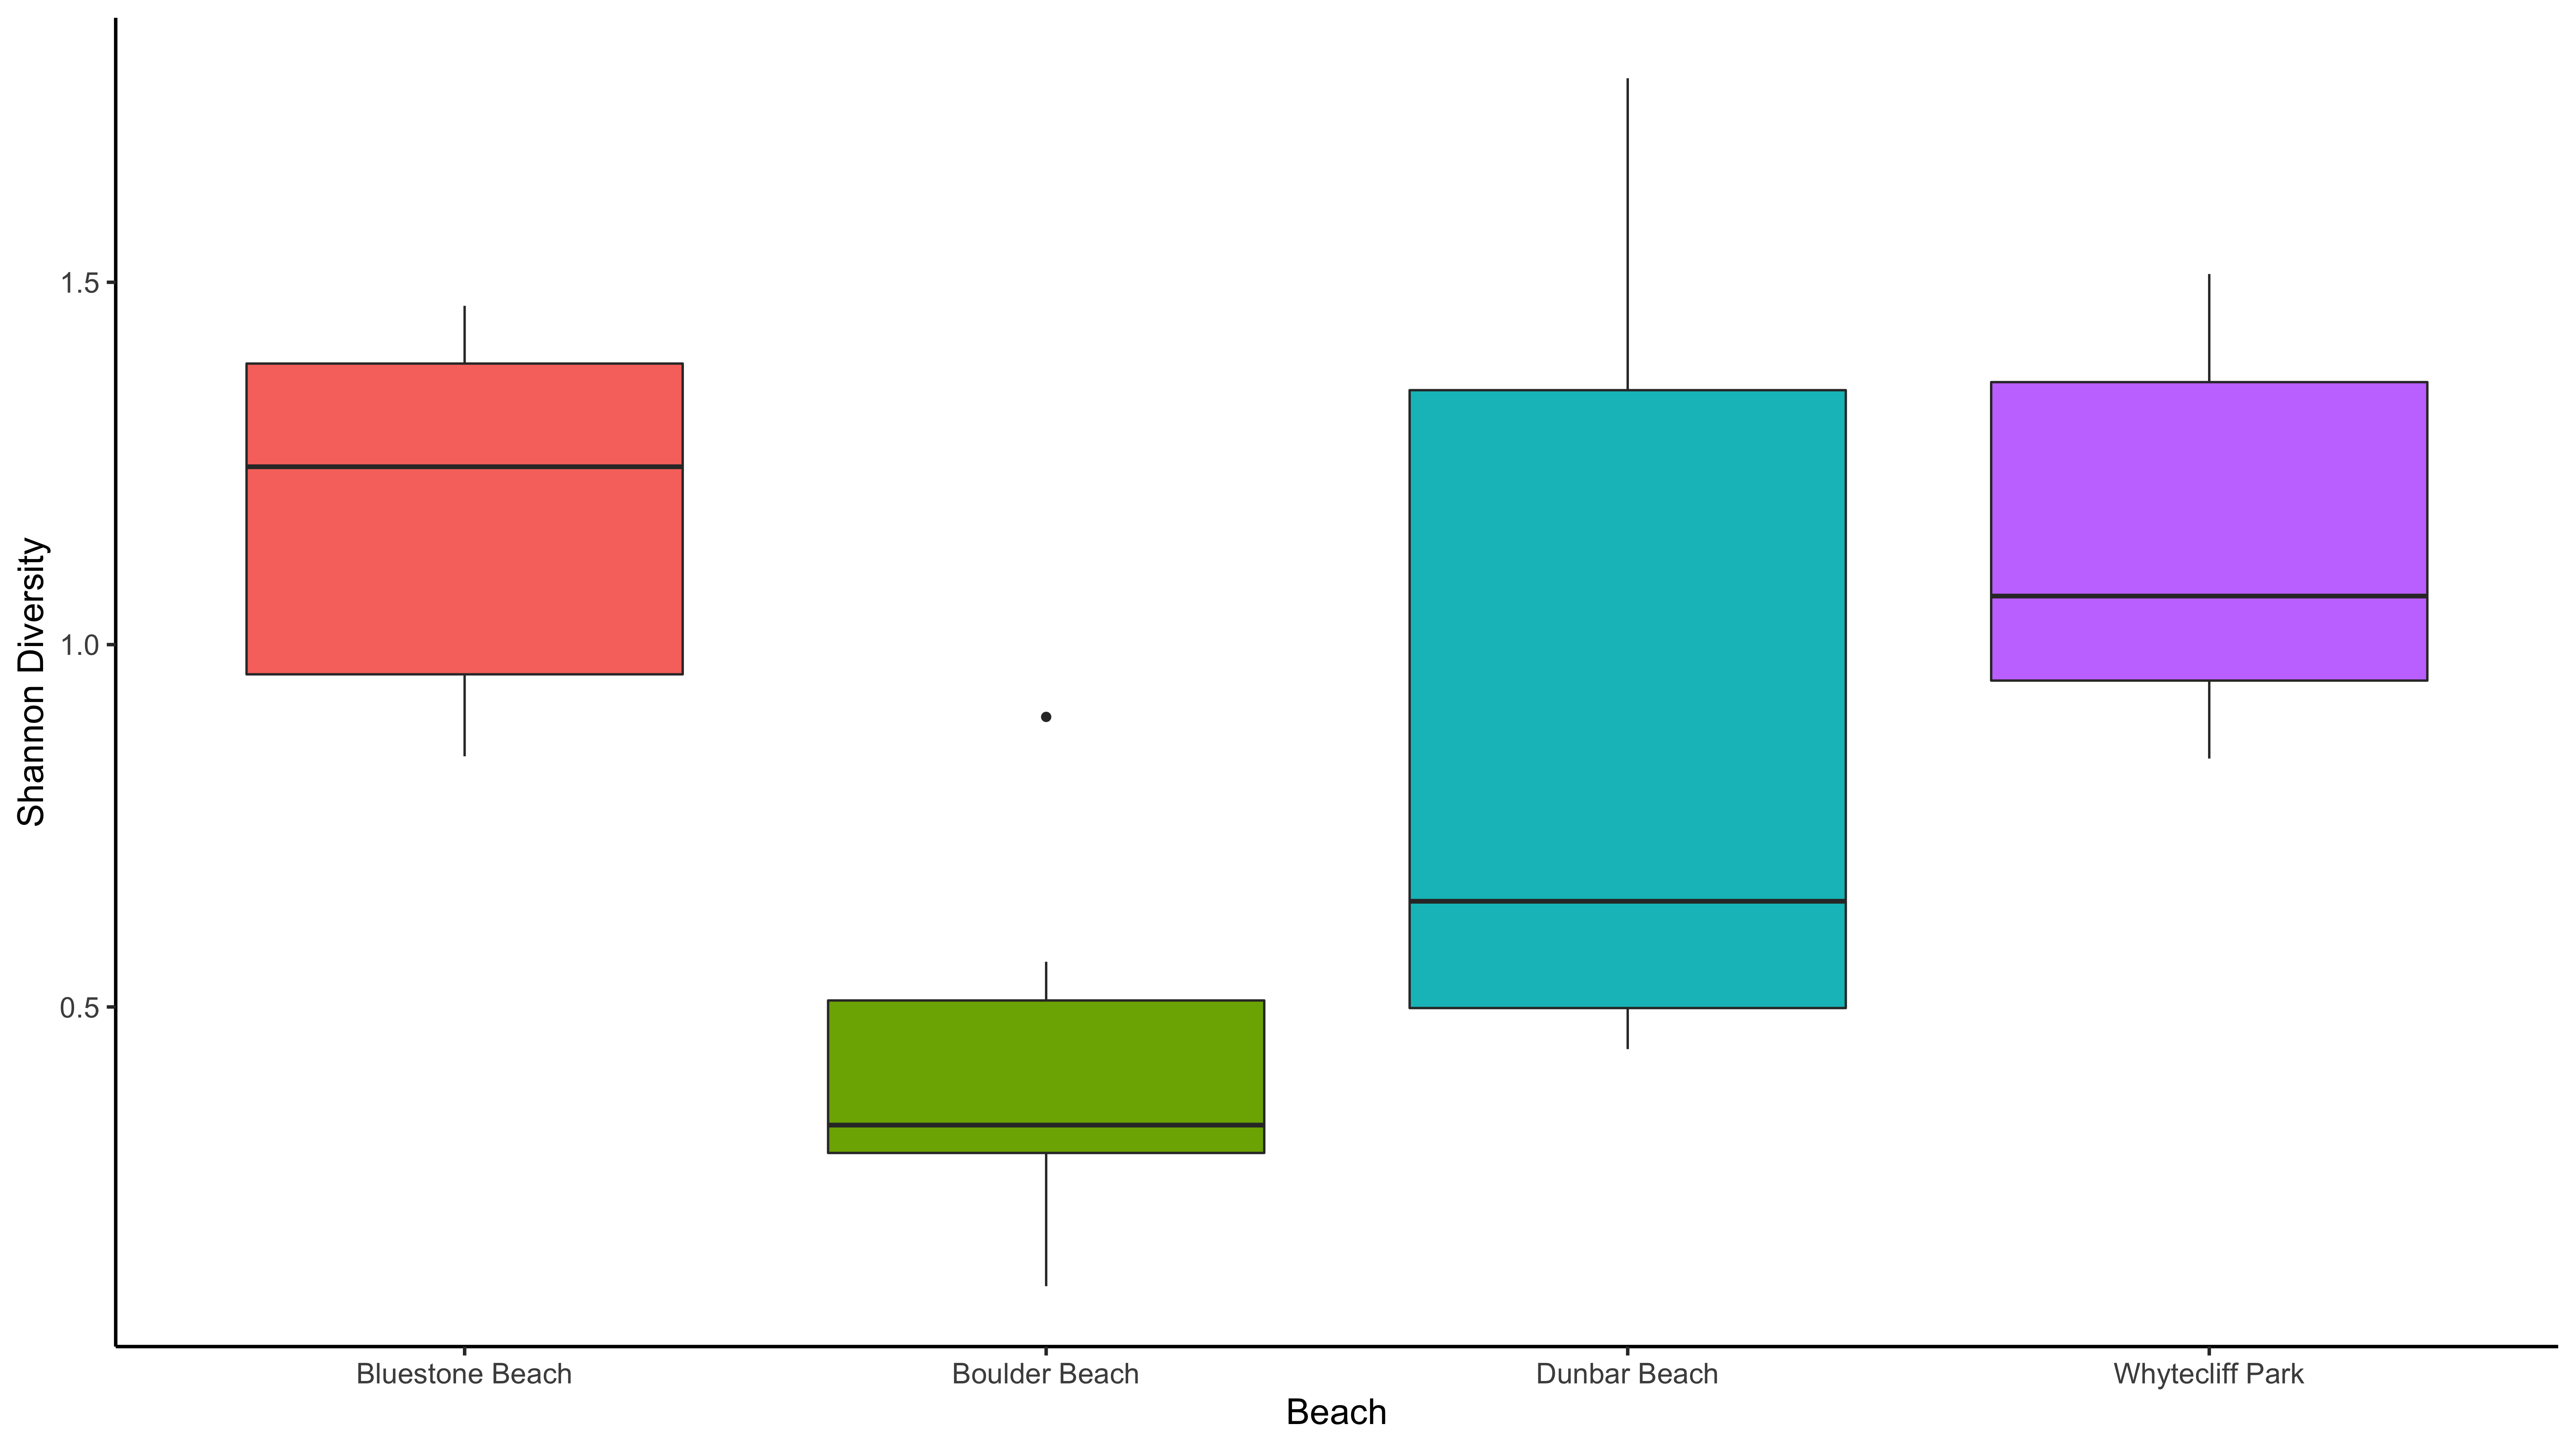 Shannon Diversity
1.5
1.0
0.5
Bluestone Beach
Boulder Beach
Dunbar Beach
Whytecliff Park
Beach